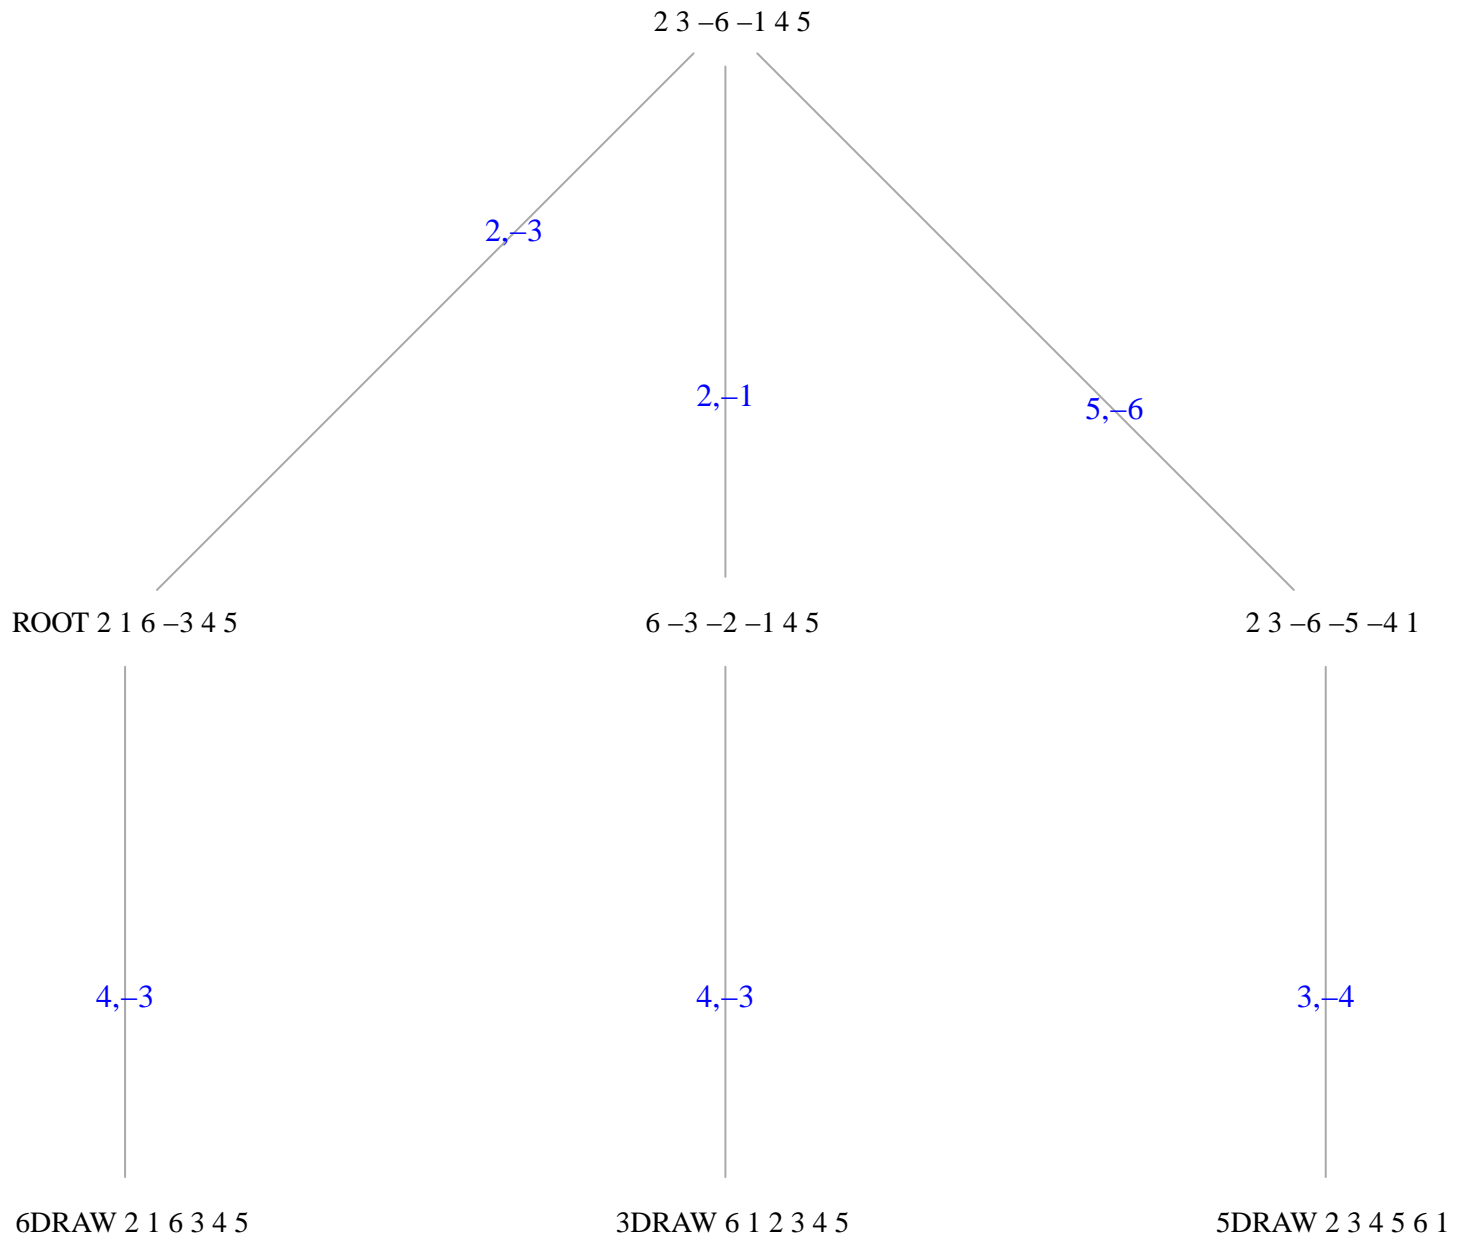 2 3 –6 –1 4 5
2,–3
2,–1
5,–6
ROOT 2 1 6 –3 4 5
6 –3 –2 –1 4 5
2 3 –6 –5 –4 1
4,–3
4,–3
3,–4
6DRAW 2 1 6 3 4 5
3DRAW 6 1 2 3 4 5
5DRAW 2 3 4 5 6 1